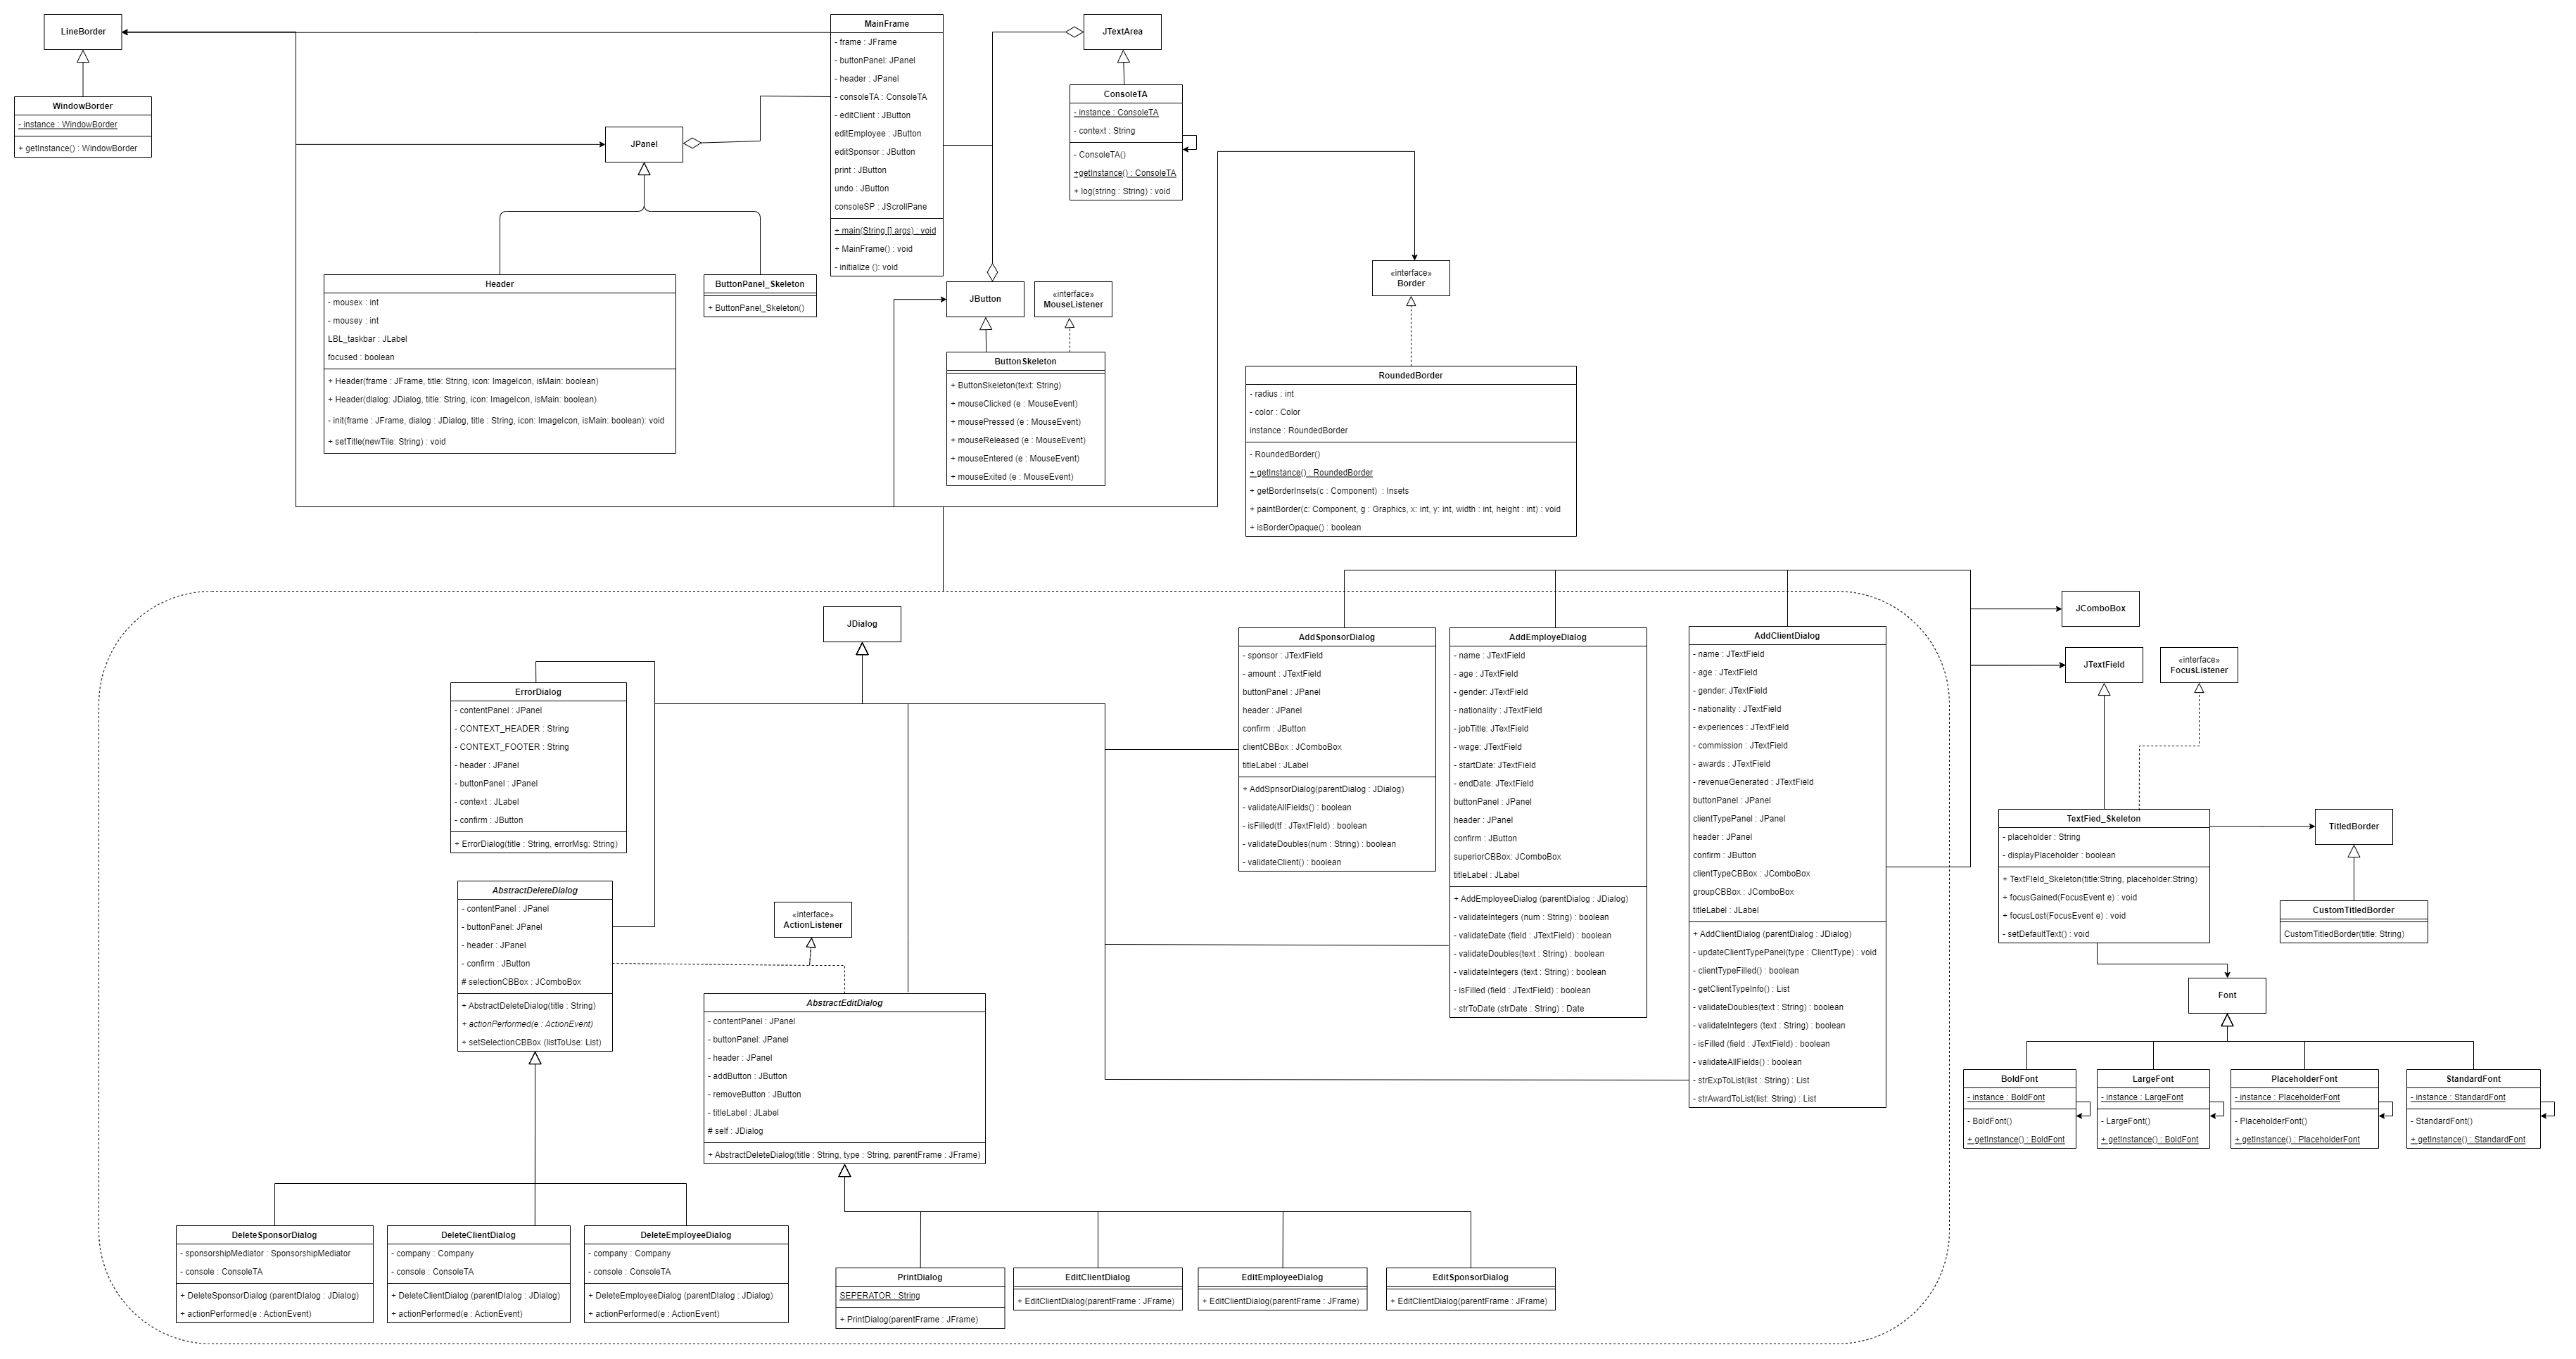 LineBorder
WindowBorder
- instance : WindowBorder
+ getInstance() : WindowBorder
JPanel
MainFrame
- frame : JFrame
- buttonPanel: JPanel
- header : JPanel
- consoleTA : ConsoleTA
- editClient : JButton
editEmployee : JButton
editSponsor : JButton
print : JButton
undo : JButton
consoleSP : JScrollPane
+ main(String [] args) : void
+ MainFrame() : void
- initialize (): void
JTextArea
ConsoleTA
- instance : ConsoleTA
- context : String
- ConsoleTA()
+getInstance() : ConsoleTA
+ log(string : String) : void
Header
- mousex : int
- mousey : int
LBL_taskbar : JLabel
focused : boolean
+ Header(frame : JFrame, title: String, icon: ImageIcon, isMain: boolean)
+ Header(dialog: JDialog, title: String, icon: ImageIcon, isMain: boolean)
- init(frame : JFrame, dialog : JDialog, title : String, icon: ImageIcon, isMain: boolean): void
+ setTitle(newTile: String) : void
ButtonPanel_Skeleton
+ ButtonPanel_Skeleton()
JButton
«interface»
MouseListener
ButtonSkeleton
+ ButtonSkeleton(text: String)
+ mouseClicked (e : MouseEvent)
+ mousePressed (e : MouseEvent)
+ mouseReleased (e : MouseEvent)
+ mouseEntered (e : MouseEvent)
+ mouseExited (e : MouseEvent)
«interface»
Border
RoundedBorder
- radius : int
- color : Color
instance : RoundedBorder
- RoundedBorder()
+ getInstance() : RoundedBorder
+ getBorderInsets(c : Component) : Insets
+ paintBorder(c: Component, g : Graphics, x: int, y: int, width : int, height : int) : void
+ isBorderOpaque() : boolean
JDialog
ErrorDialog
- contentPanel : JPanel
- CONTEXT_HEADER : String
- CONTEXT_FOOTER : String
- header : JPanel
- buttonPanel : JPanel
- context : JLabel
- confirm : JButton
+ ErrorDialog(title : String, errorMsg: String)
AbstractDeleteDialog
- contentPanel : JPanel
- buttonPanel: JPanel
- header : JPanel
- confirm : JButton
# selectionCBBox : JComboBox
+ AbstractDeleteDialog(title : String)
+ actionPerformed(e : ActionEvent)
+ setSelectionCBBox (listToUse: List)
«interface»
ActionListener
AbstractEditDialog
- contentPanel : JPanel
- buttonPanel: JPanel
- header : JPanel
- addButton : JButton
- removeButton : JButton
- titleLabel : JLabel
# self : JDialog
+ AbstractDeleteDialog(title : String, type : String, parentFrame : JFrame)
DeleteSponsorDialog
- sponsorshipMediator : SponsorshipMediator
- console : ConsoleTA
+ DeleteSponsorDialog (parentDIalog : JDialog)
+ actionPerformed(e : ActionEvent)
DeleteClientDialog
- company : Company
- console : ConsoleTA
+ DeleteClientDialog (parentDIalog : JDialog)
+ actionPerformed(e : ActionEvent)
DeleteEmployeeDialog
- company : Company
- console : ConsoleTA
+ DeleteEmployeeDialog (parentDIalog : JDialog)
+ actionPerformed(e : ActionEvent)
PrintDialog
SEPERATOR : String
+ PrintDialog(parentFrame : JFrame)
EditClientDialog
+ EditClientDialog(parentFrame : JFrame)
EditEmployeeDialog
+ EditClientDialog(parentFrame : JFrame)
EditSponsorDialog
+ EditClientDialog(parentFrame : JFrame)
AddSponsorDialog
- sponsor : JTextField
- amount : JTextField
buttonPanel : JPanel
header : JPanel
confirm : JButton
clientCBBox : JComboBox
titleLabel : JLabel
+ AddSpnsorDialog(parentDialog : JDialog)
- validateAllFields() : boolean
- isFilled(tf : JTextField) : boolean
- validateDoubles(num : String) : boolean
- validateClient() : boolean
AddEmployeDialog
- name : JTextField
- age : JTextField
- gender: JTextField
- nationality : JTextField
- jobTitle: JTextField
- wage: JTextField
- startDate: JTextField
- endDate: JTextField
buttonPanel : JPanel
header : JPanel
confirm : JButton
superiorCBBox: JComboBox
titleLabel : JLabel
+ AddEmployeeDialog (parentDialog : JDialog)
- validateIntegers (num : String) : boolean
- validateDate (field : JTextField) : boolean
- validateDoubles(text : String) : boolean
- validateIntegers (text : String) : boolean
- isFilled (field : JTextField) : boolean
- strToDate (strDate : String) : Date
AddClientDialog
- name : JTextField
- age : JTextField
- gender: JTextField
- nationality : JTextField
- experiences : JTextField
- commission : JTextField
- awards : JTextField
- revenueGenerated : JTextField
buttonPanel : JPanel
clientTypePanel : JPanel
header : JPanel
confirm : JButton
clientTypeCBBox : JComboBox
groupCBBox : JComboBox
titleLabel : JLabel
+ AddClientDialog (parentDialog : JDialog)
- updateClientTypePanel(type : ClientType) : void
- clientTypeFilled() : boolean
- getClientTypeInfo() : List
- validateDoubles(text : String) : boolean
- validateIntegers (text : String) : boolean
- isFilled (field : JTextField) : boolean
- validateAllFields() : boolean
- strExpToList(list : String) : List
- strAwardToList(list: String) : List
JComboBox
JTextField
«interface»
FocusListener
TextFied_Skeleton
- placeholder : String
- displayPlaceholder : boolean
+ TextField_Skeleton(title:String, placeholder:String)
+ focusGained(FocusEvent e) : void
+ focusLost(FocusEvent e) : void
- setDefaultText() : void
TitledBorder
CustomTitledBorder
CustomTitledBorder(title: String)
Font
BoldFont
- instance : BoldFont
- BoldFont()
+ getInstance() : BoldFont
LargeFont
- instance : LargeFont
- LargeFont()
+ getInstance() : BoldFont
PlaceholderFont
- instance : PlaceholderFont
- PlaceholderFont()
+ getInstance() : PlaceholderFont
StandardFont
- instance : StandardFont
- StandardFont()
+ getInstance() : StandardFont